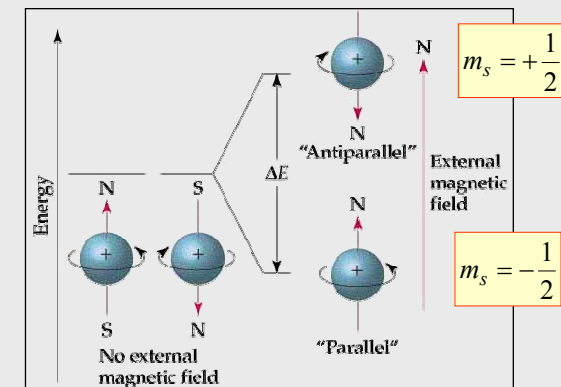 Energy
N
S
S
N
No external
magnetic field
ΔE
+
+
+
N
"Antiparallel"
N
+
"Parallel"
N
External
magnetic
field
m_s = +1/2
m_s = -1/2